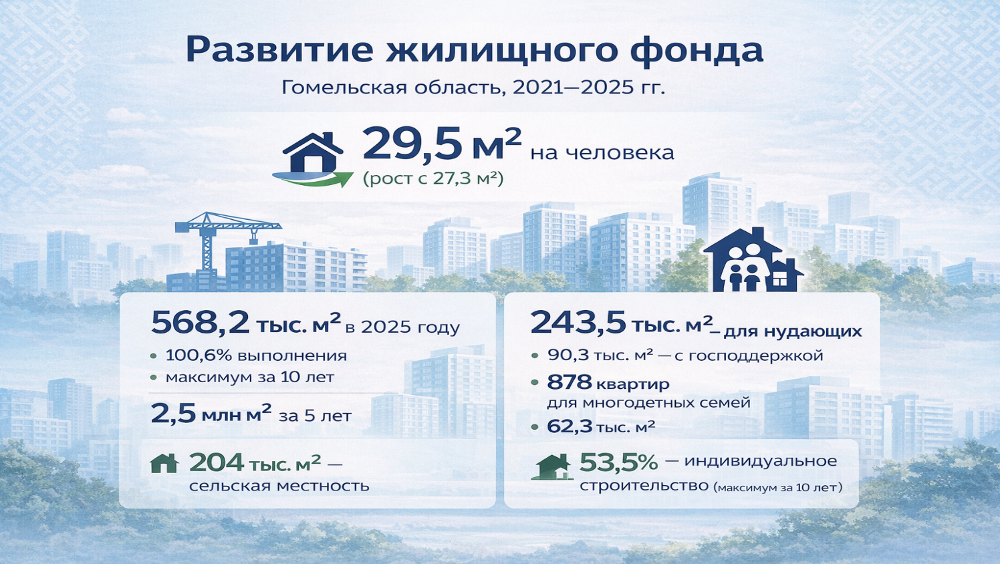 Развитие жилищного фонда
Гомельская область, 2021—2025 гг.
29,5 м² на человека
(рост с 27,3 м²)
568,2 тыс. м² в 2025 году
• 100,6% выполнения
• максимум за 10 лет
2,5 млн м² за 5 лет
204 тыс. м² —
сельская местность
243,5 тыс. м² – для нудающих
• 90,3 тыс. м² — с господдержкой
• 878 квартир
для многодетных семей
• 62,3 тыс. м²
53,5% — индивидуальное
строительство (максимум за 10 лет)